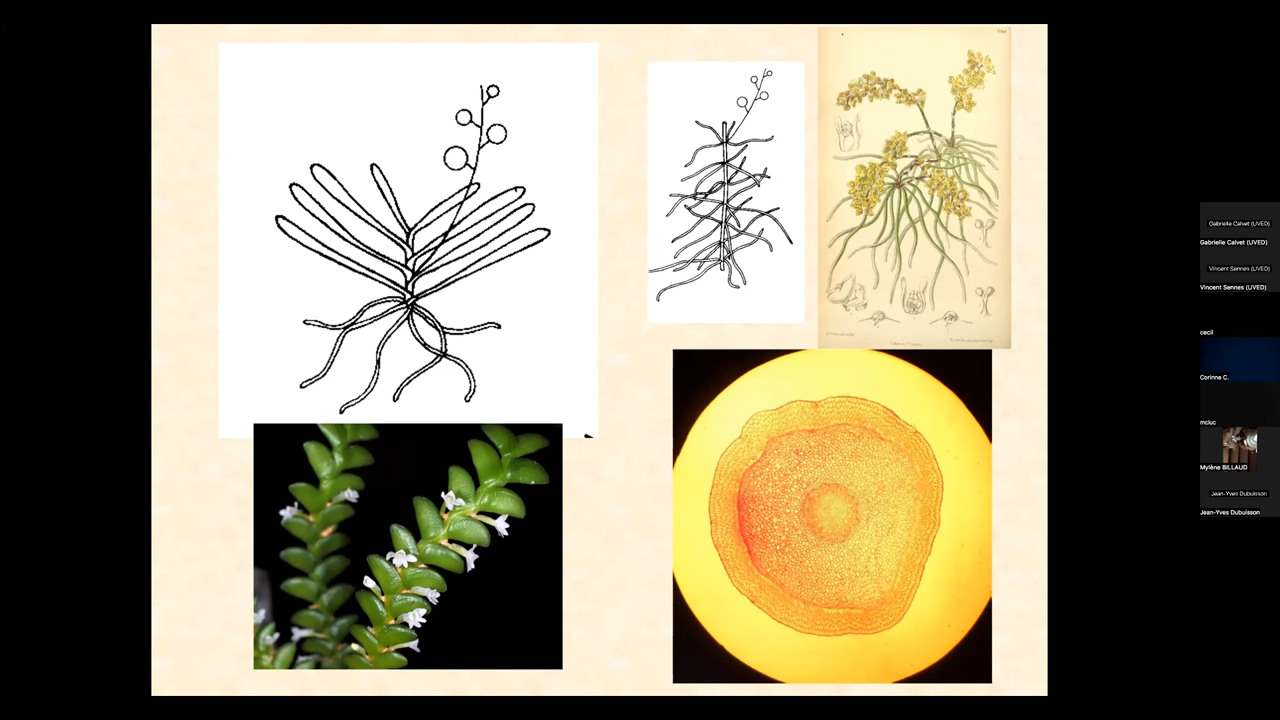 Gabrielle Calvet (UVED)
Gabrielle Calvet (UVED)
Vincent Sennes (UVED)
Vincent Sennes (UVED)
cecil
Corinne C.
mcluc
Mylène BILLAUD
Jean-Yves Dubuisson
Jean-Yves Dubuisson